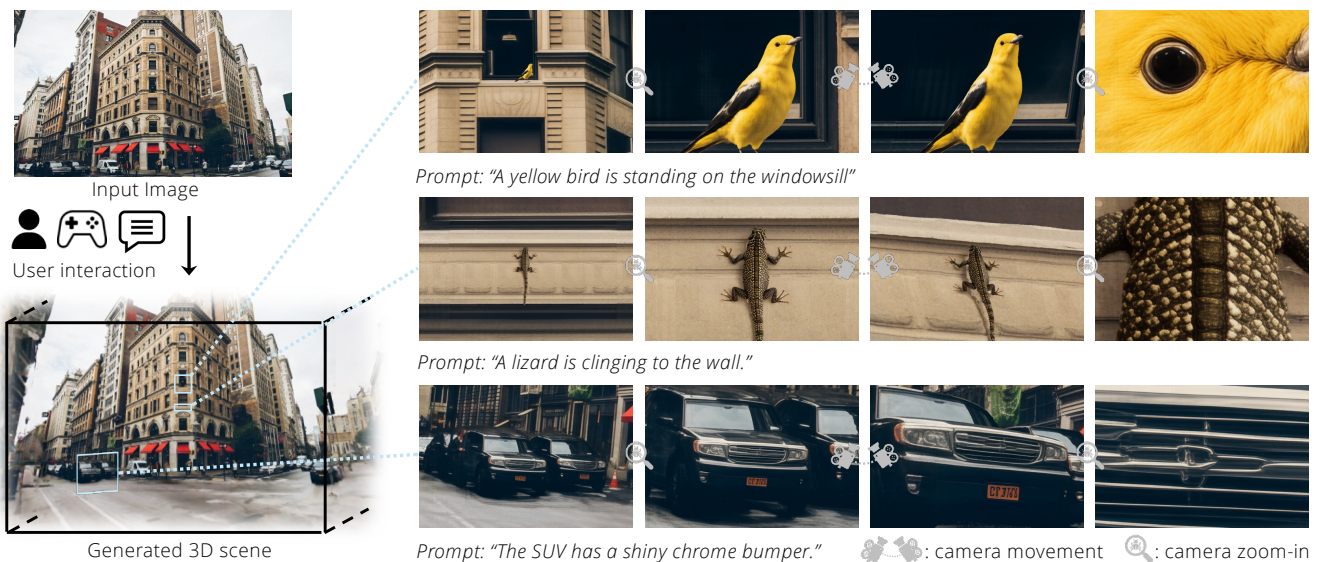 Input Image
User interaction
Generated 3D scene
Prompt: “A yellow bird is standing on the windowsill”
Prompt: “A lizard is clinging to the wall.”
Prompt: “The SUV has a shiny chrome bumper.”
: camera movement
: camera zoom-in